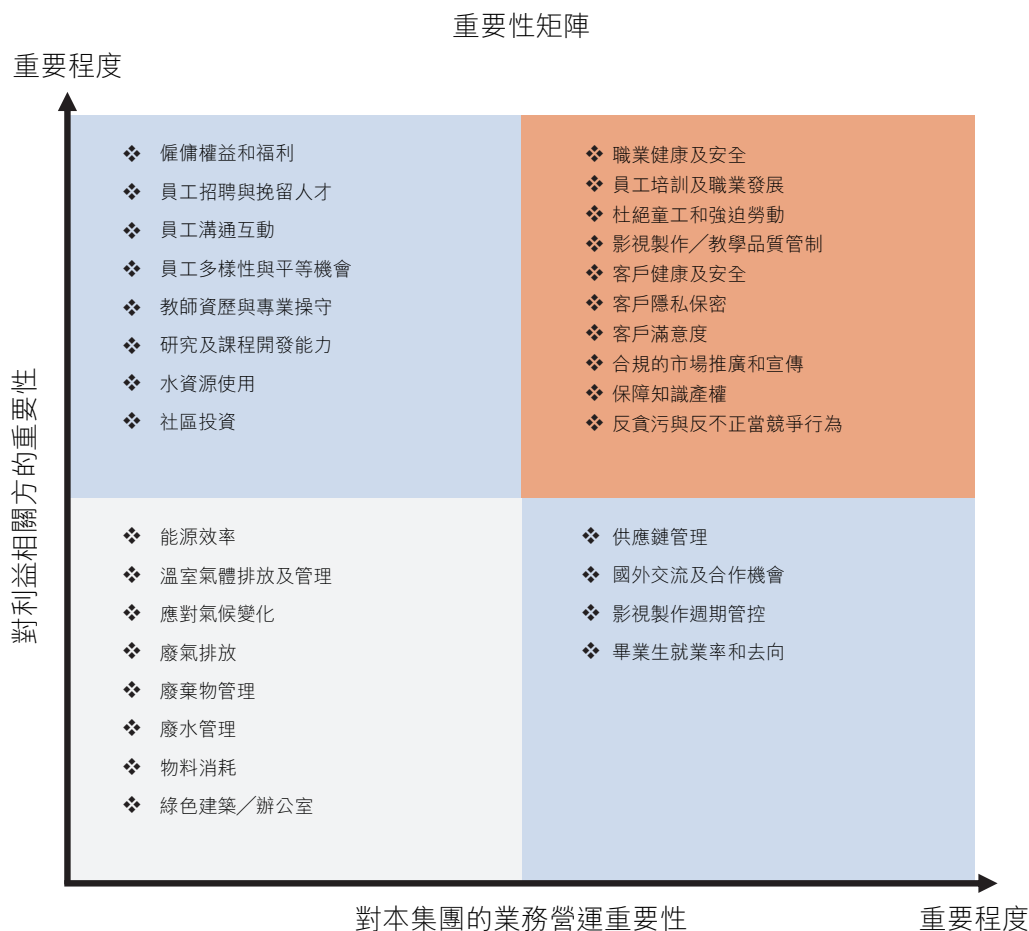 重要性矩陣
重要程度
❖ 僱傭權益和福利
❖ 員工招聘與挽留人才
❖ 員工溝通互動
❖ 員工多樣性與平等機會
❖ 教師資歷與專業操守
❖ 研究及課程開發能力
❖ 水資源使用
❖ 社區投資
❖ 職業健康及安全
❖ 員工培訓及職業發展
❖ 杜絕童工和強迫勞動
❖ 影視製作／教學品質管制
❖ 客戶健康及安全
❖ 客戶隱私保密
❖ 客戶滿意度
❖ 合規的市場推廣和宣傳
❖ 保障知識產權
❖ 反貪污與反不正當競爭行為
對利益相關方的重要性
❖ 能源效率
❖ 溫室氣體排放及管理
❖ 應對氣候變化
❖ 廢氣排放
❖ 廢棄物管理
❖ 廢水管理
❖ 物料消耗
❖ 綠色建築／辦公室
❖ 供應鏈管理
❖ 國外交流及合作機會
❖ 影視製作週期管控
❖ 畢業生就業率和去向
對本集團的業務營運重要性
重要程度